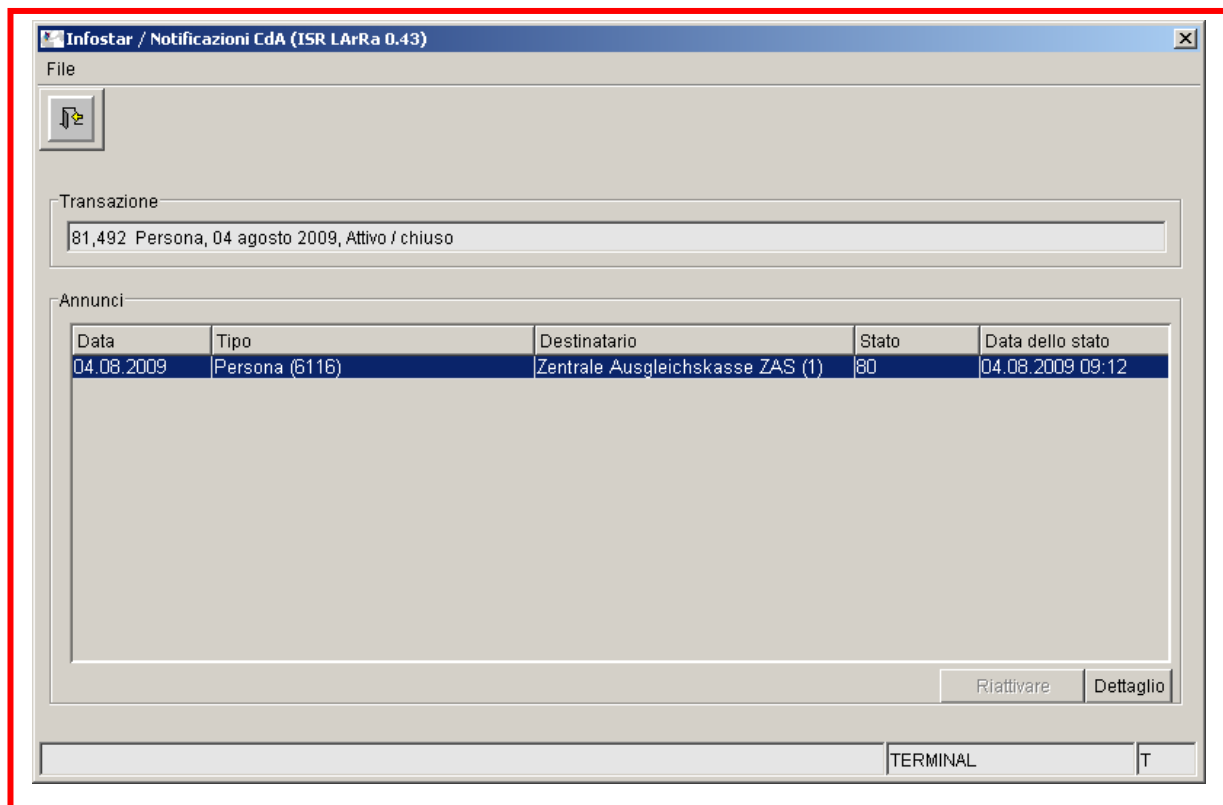 Infostar / Notificazioni CdA (ISR LArRa 0.43)
File
Transazione
81,492 Persona, 04 agosto 2009, Attivo / chiuso
Annunci
Data Tipo Destinatario Stato Data dello stato
04.08.2009 Persona (6116) Zentrale Ausgleichskasse ZAS (1) 80 04.08.2009 09:12
Riattivare Dettaglio
TERMINAL T